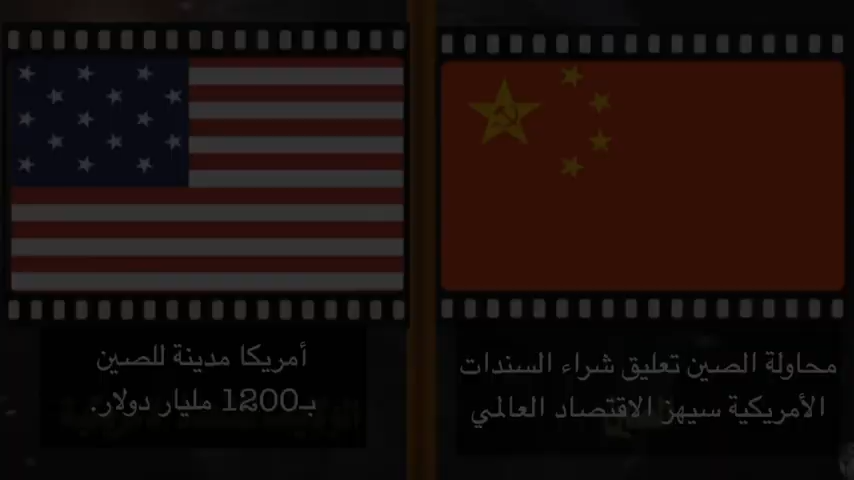 محاولة الصين تعليق شراء السندات
الأمريكية سيهز الاقتصاد العالمي
أمريكا مدينة للصين
بـ1200 مليار دولار.